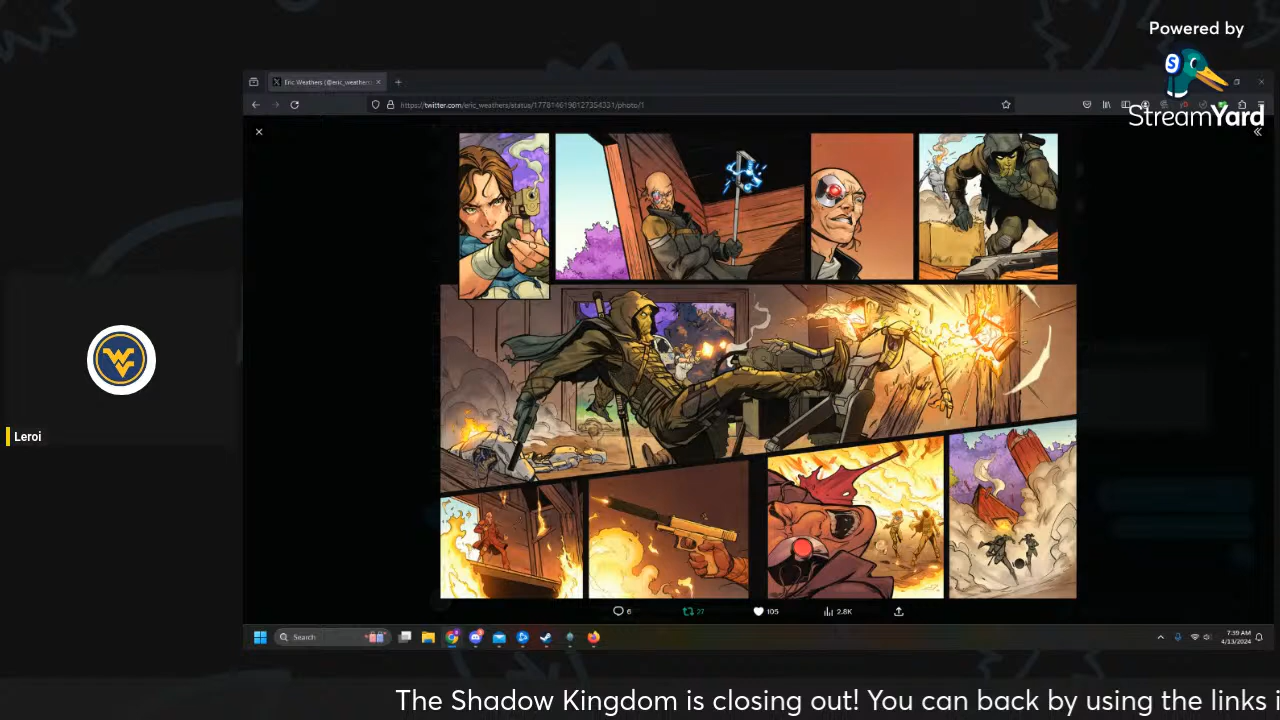 Powered by
S
StreamYard
Eric Weathers (@eric_weathers
https://twitter.com/eric_weathers/status/1778146190127354331/photo/1
WV
Leroi
6
27
105
2.8K
Search
7:39 AM
4/13/2024
The Shadow Kingdom is closing out! You can back by using the links i